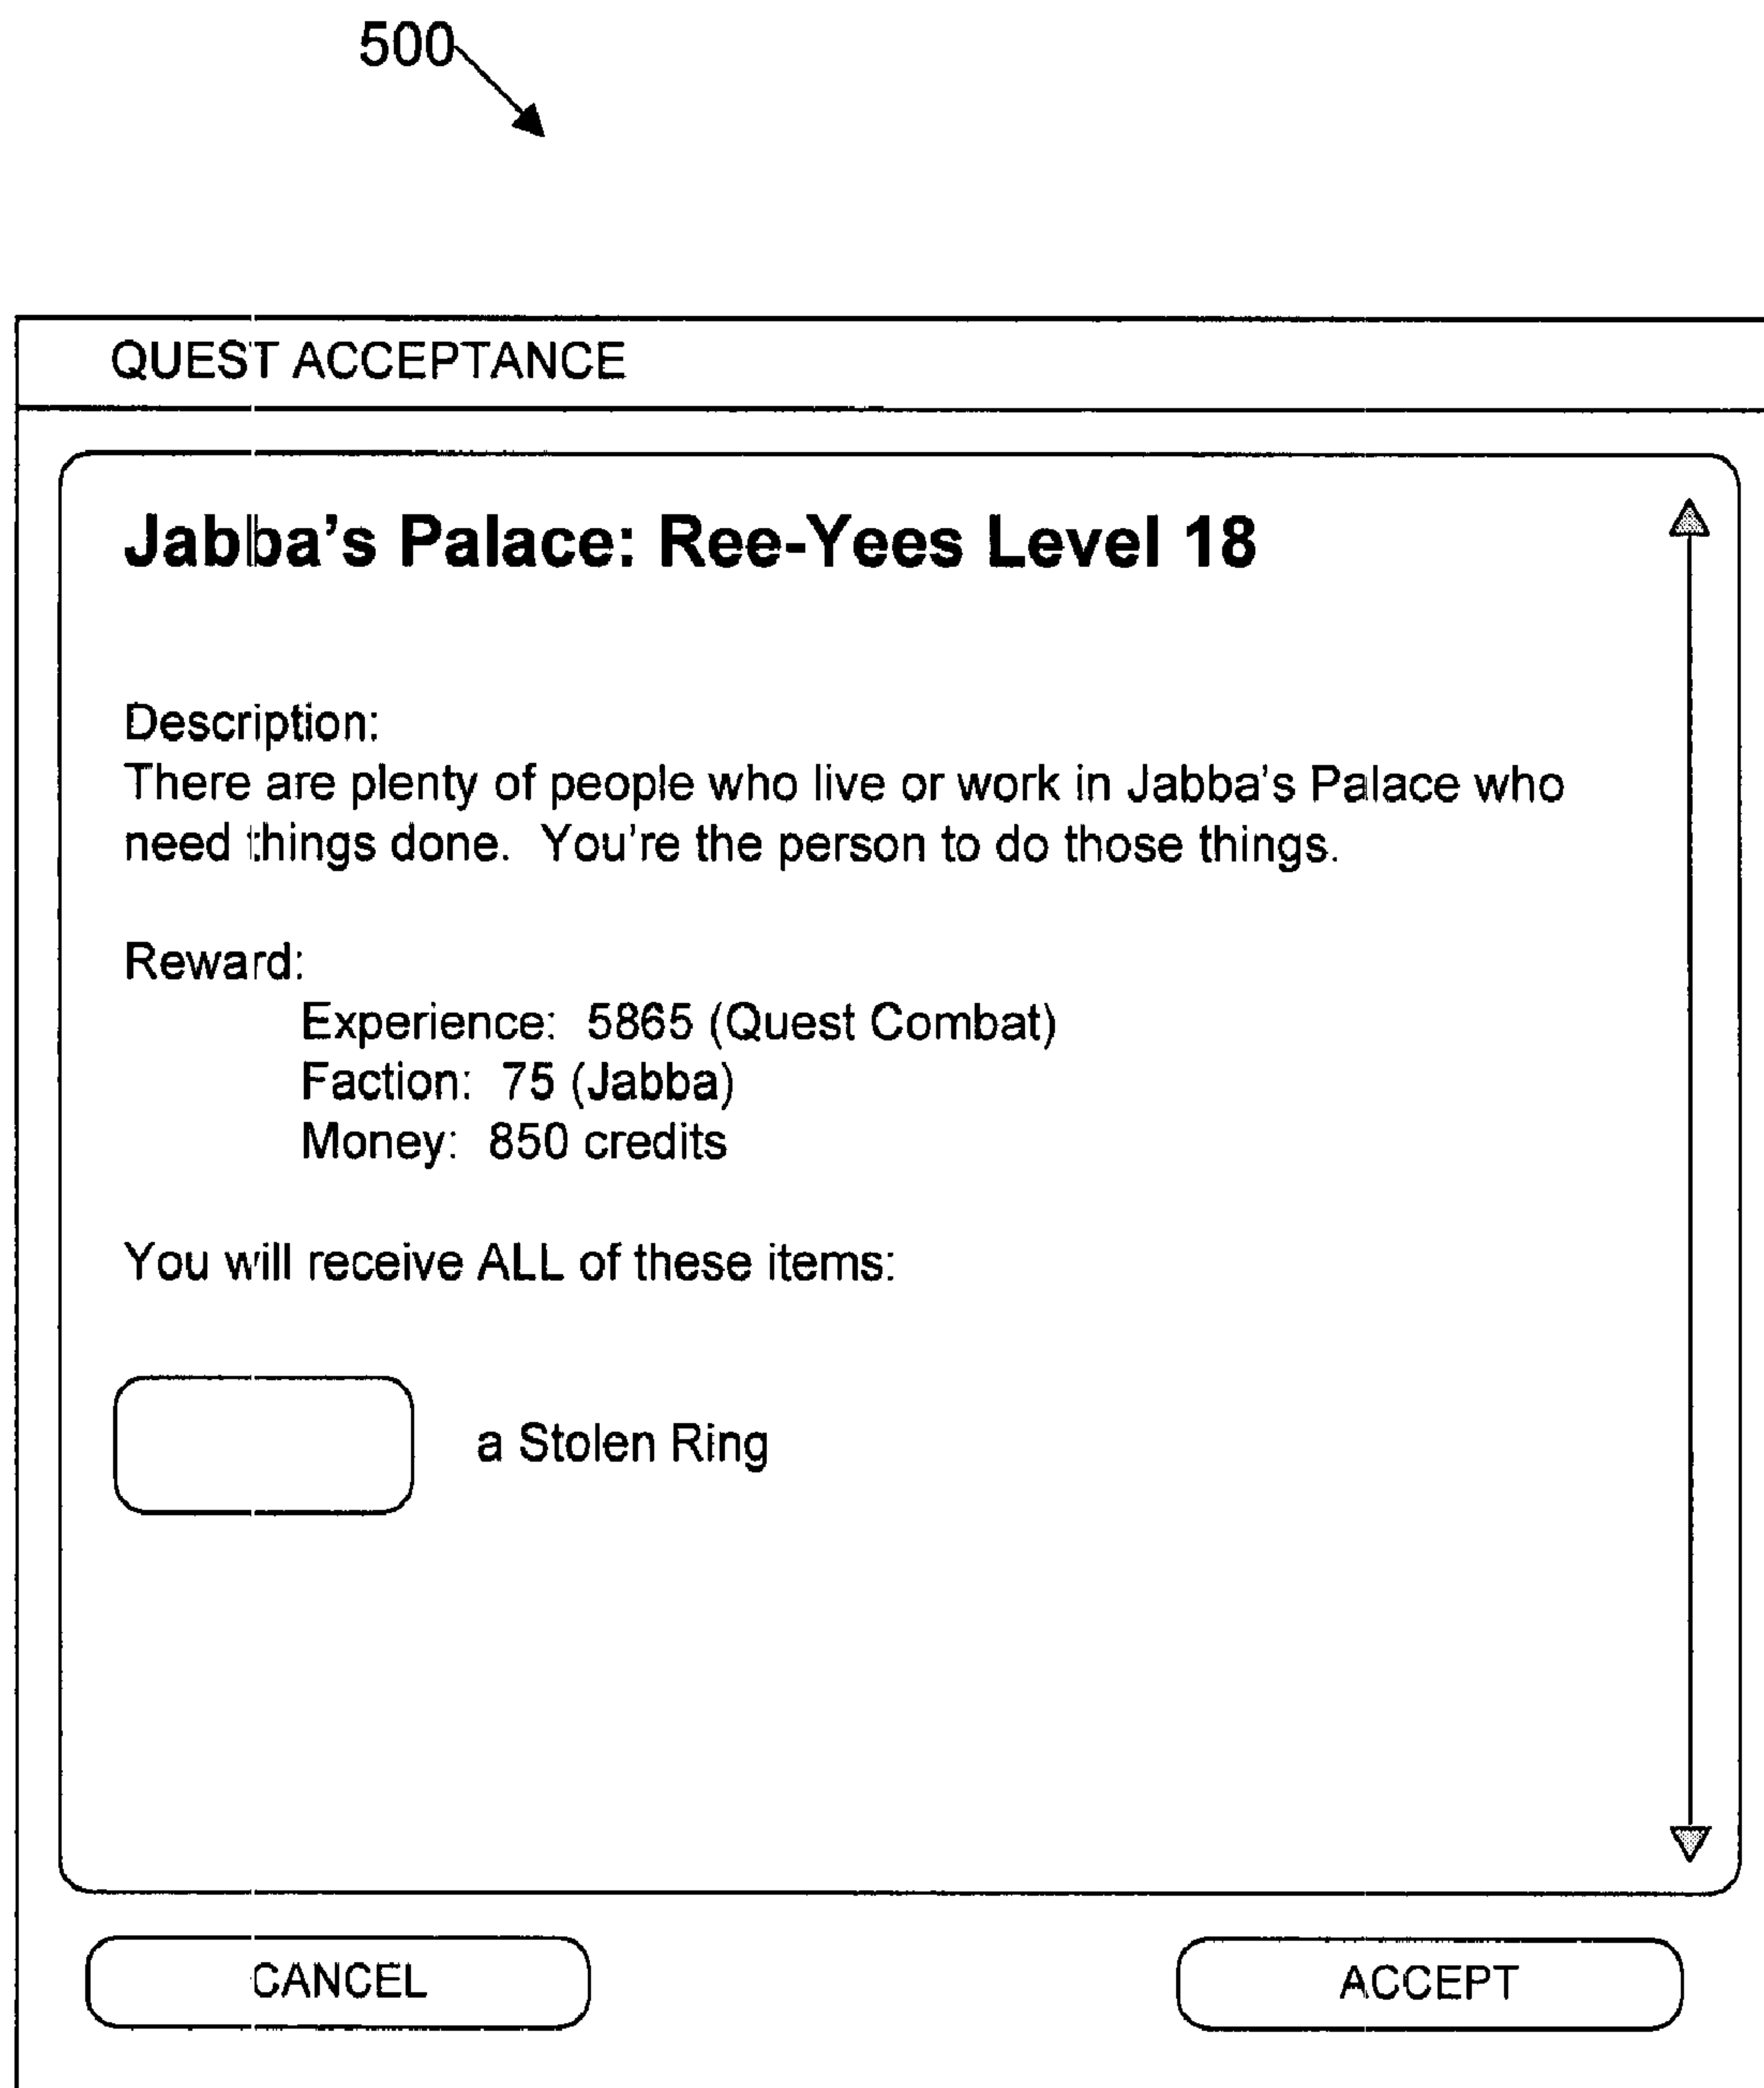 500
QUEST ACCEPTANCE
Jabba's Palace: Ree-Yees Level 18
Description:
There are plenty of people who live or work in Jabba's Palace who
need things done. You're the person to do those things.
Reward:
Experience: 5865 (Quest Combat)
Faction: 75 (Jabba)
Money: 850 credits
You will receive ALL of these items:
a Stolen Ring
CANCEL
ACCEPT